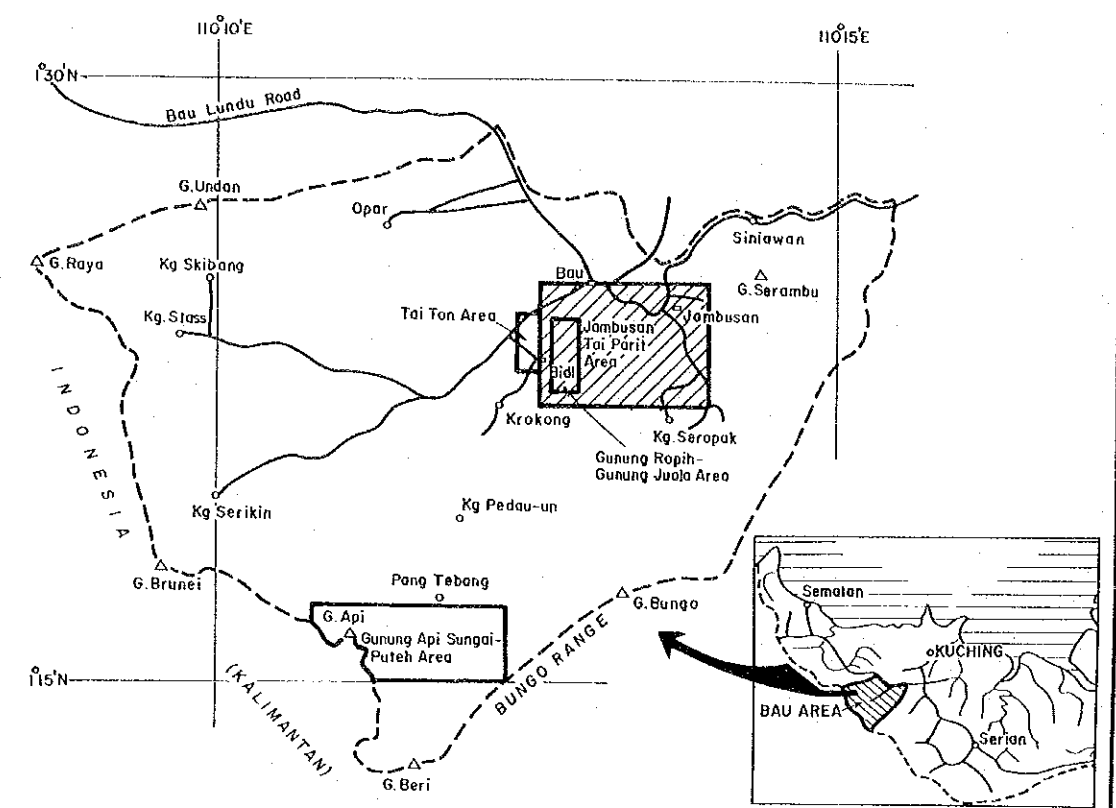 110°10'E
110°15'E
1°30'N
Bau Lundu Road
G.Undan
Opar
Siniawan
G.Raya
Kg Skibang
Bau
G.Serambu
Kg.Stass
Tai Ton Area
Jambusan
Jambusan
Tai Parit
Area
Bidi
INDONESIA
Krokong
Kg.Seropak
Gunung Ropih-
Gunung Juala Area
Kg Serikin
Kg Pedau-un
G.Brunei
Pang Tebang
G.Bungo
G.Api
Gunung Api Sungai-
Puteh Area
1°15'N
(KALIMANTAN)
BUNGO RANGE
G.Beri
Sematan
KUCHING
BAU AREA
Serian